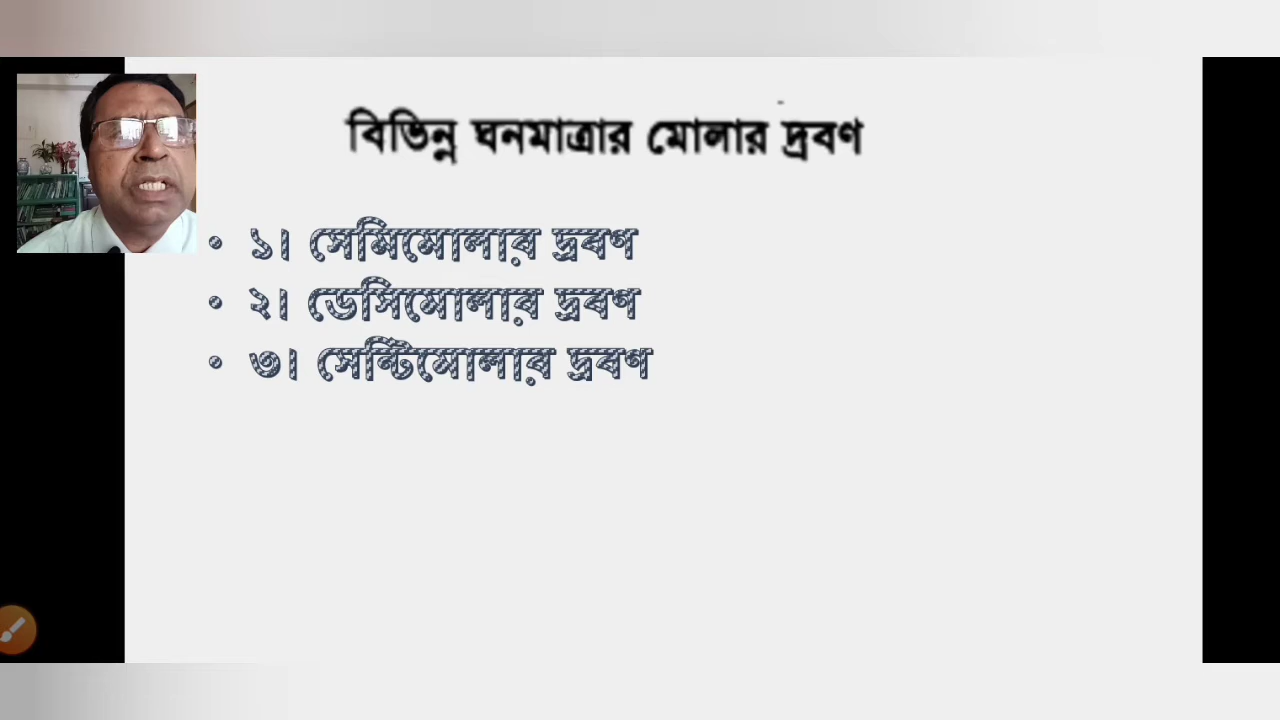 বিভিন্ন ঘনমাত্রার মোলার দ্রবণ
• ১। সেমিমোলার দ্রবণ
• ২। ডেসিমোলার দ্রবণ
• ৩। সেন্টিমোলার দ্রবণ